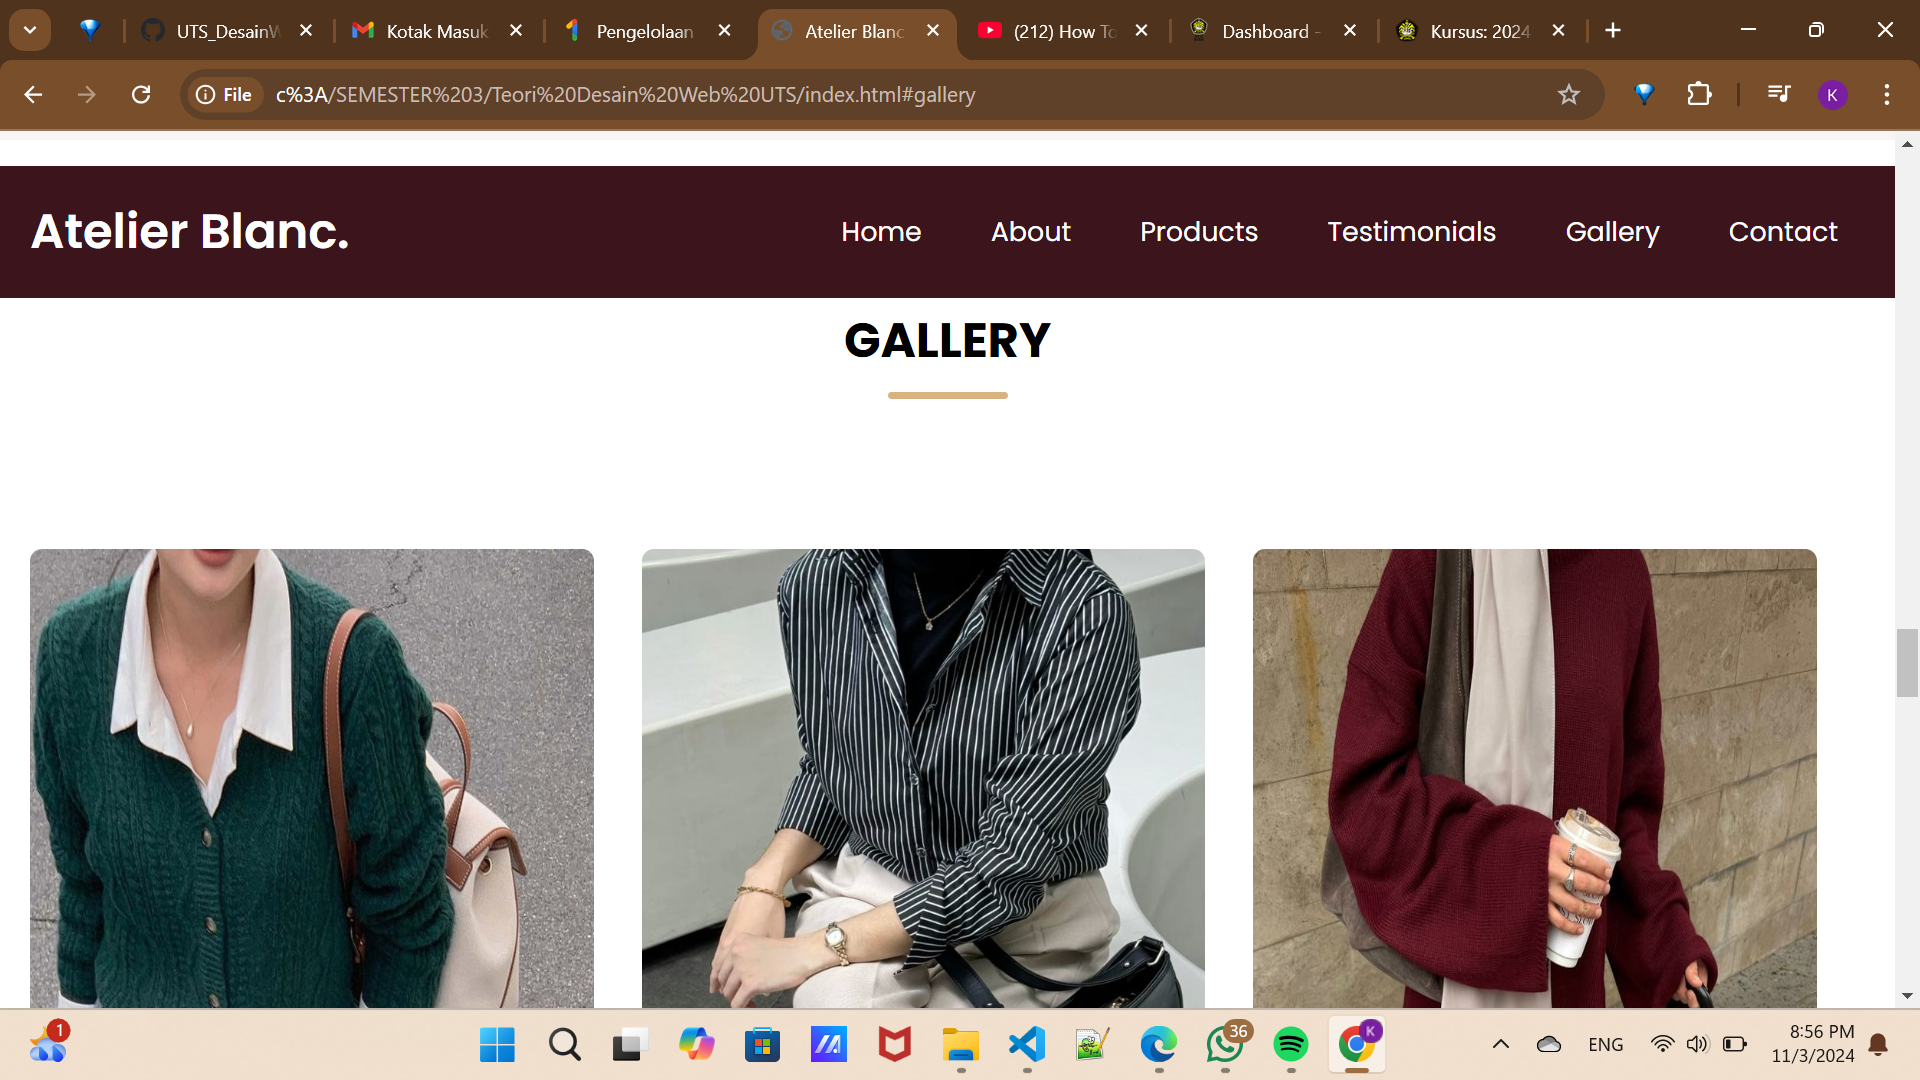 UTS_DesainW
Kotak Masuk
Pengelolaan
Atelier Blanc
(212) How To
Dashboard -
Kursus: 2024
File
c%3A/SEMESTER%203/Teori%20Desain%20Web%20UTS/index.html#gallery
K
Atelier Blanc.
Home
About
Products
Testimonials
Gallery
Contact
GALLERY
1
36
K
ENG
8:56 PM
11/3/2024